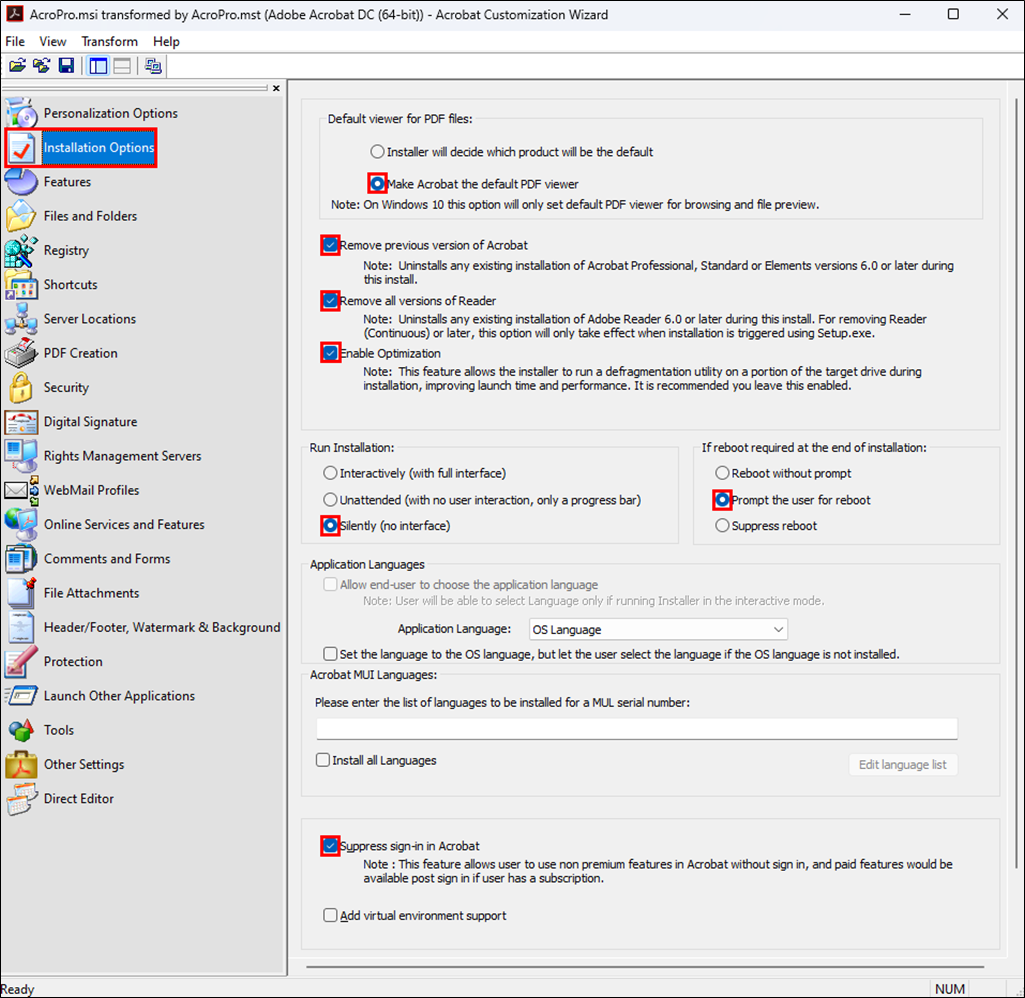 AcroPro.msi transformed by AcroPro.mst (Adobe Acrobat DC (64-bit)) - Acrobat Customization Wizard
File View Transform Help
Personalization Options
Installation Options
Features
Files and Folders
Registry
Shortcuts
Server Locations
PDF Creation
Security
Digital Signature
Rights Management Servers
WebMail Profiles
Online Services and Features
Comments and Forms
File Attachments
Header/Footer, Watermark & Background
Protection
Launch Other Applications
Tools
Other Settings
Direct Editor
Default viewer for PDF files:
Installer will decide which product will be the default
Make Acrobat the default PDF viewer
Note: On Windows 10 this option will only set default PDF viewer for browsing and file preview.
Remove previous version of Acrobat
Note: Uninstalls any existing installation of Acrobat Professional, Standard or Elements versions 6.0 or later during
this install.
Remove all versions of Reader
Note: Uninstalls any existing installation of Adobe Reader 6.0 or later during this install. For removing Reader
(Continuous) or later, this option will only take effect when installation is triggered using Setup.exe.
Enable Optimization
Note: This feature allows the installer to run a defragmentation utility on a portion of the target drive during
installation, improving launch time and performance. It is recommended you leave this enabled.
Run Installation:
Interactively (with full interface)
Unattended (with no user interaction, only a progress bar)
Silently (no interface)
If reboot required at the end of installation:
Reboot without prompt
Prompt the user for reboot
Suppress reboot
Application Languages
Allow end-user to choose the application language
Note: User will be able to select Language only if running Installer in the interactive mode.
Application Language: OS Language
Set the language to the OS language, but let the user select the language if the OS language is not installed.
Acrobat MUI Languages:
Please enter the list of languages to be installed for a MUL serial number:
Install all Languages
Edit language list
Suppress sign-in in Acrobat
Note : This feature allows user to use non premium features in Acrobat without sign in, and paid features would be
available post sign in if user has a subscription.
Add virtual environment support
Ready
NUM